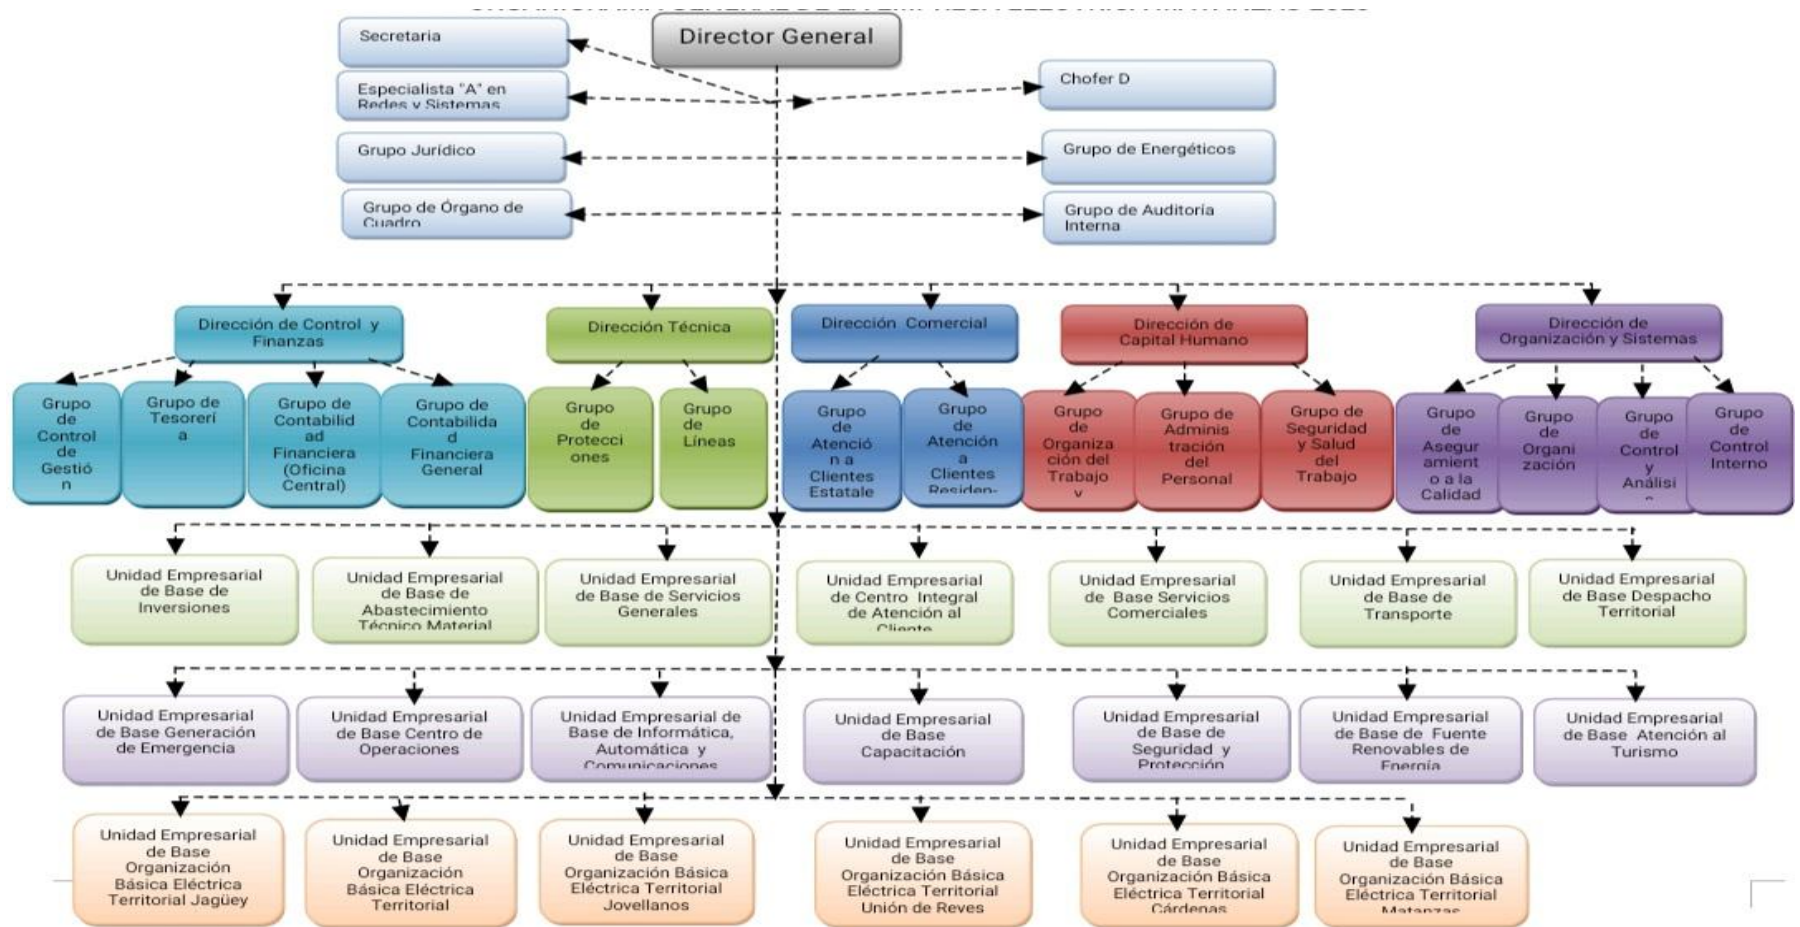 Director General
Secretaria
Especialista "A" en
Redes y Sistemas
Chofer D
Grupo Jurídico
Grupo de Energéticos
Grupo de Órgano de
Cuadro
Grupo de Auditoría
Interna
Dirección de Control y
Finanzas
Dirección Técnica
Dirección Comercial
Dirección de
Capital Humano
Dirección de
Organización y Sistemas
Grupo
de
Control
de
Gestió
n
Grupo de
Tesorerí
a
Grupo de
Contabilid
ad
Financiera
(Oficina
Central)
Grupo de
Contabilida
d
Financiera
General
Grupo
de
Protecci
ones
Grupo
de
Líneas
Grupo
de
Atenció
n a
Clientes
Estatale
Grupo
de
Atención
a
Clientes
Residen-
Grupo
de
Organiza
ción del
Trabajo
y
Grupo de
Adminis
tración
del
Personal
Grupo de
Seguridad
y Salud
del
Trabajo
Grupo
de
Asegur
amient
o a la
Calidad
Grupo
de
Organi
zación
Grupo
de
Control
y
Análisi
Grupo
de
Control
Interno
Unidad Empresarial
de Base de
Inversiones
Unidad Empresarial
de Base de
Abastecimiento
Técnico Material
Unidad Empresarial
de Base de Servicios
Generales
Unidad Empresarial
de Centro Integral
de Atención al
Cliente
Unidad Empresarial
de Base Servicios
Comerciales
Unidad Empresarial
de Base de
Transporte
Unidad Empresarial
de Base Despacho
Territorial
Unidad Empresarial
de Base Generación
de Emergencia
Unidad Empresarial
de Base Centro de
Operaciones
Unidad Empresarial de
Base de Informática,
Automática y
Comunicaciones
Unidad Empresarial
de Base
Capacitación
Unidad Empresarial
de Base de
Seguridad y
Protección
Unidad Empresarial
de Base de Fuente
Renovables de
Energía
Unidad Empresarial
de Base Atención al
Turismo
Unidad Empresarial
de Base
Organización
Básica Eléctrica
Territorial Jagüey
Unidad Empresarial
de Base
Organización
Básica Eléctrica
Territorial
Unidad Empresarial
de Base
Organización Básica
Eléctrica Territorial
Jovellanos
Unidad Empresarial
de Base
Organización Básica
Eléctrica Territorial
Unión de Reyes
Unidad Empresarial
de Base
Organización Básica
Eléctrica Territorial
Cárdenas
Unidad Empresarial
de Base
Organización Básica
Eléctrica Territorial
Matanzas